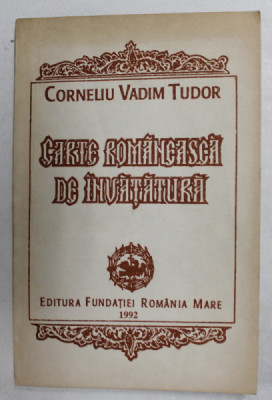 CORNELIU VADIM TUDOR
CARTE ROMÂNEASCĂ
DE ÎNVĂȚĂTURĂ
EDITURA FUNDAȚIEI ROMÂNIA MARE
1992